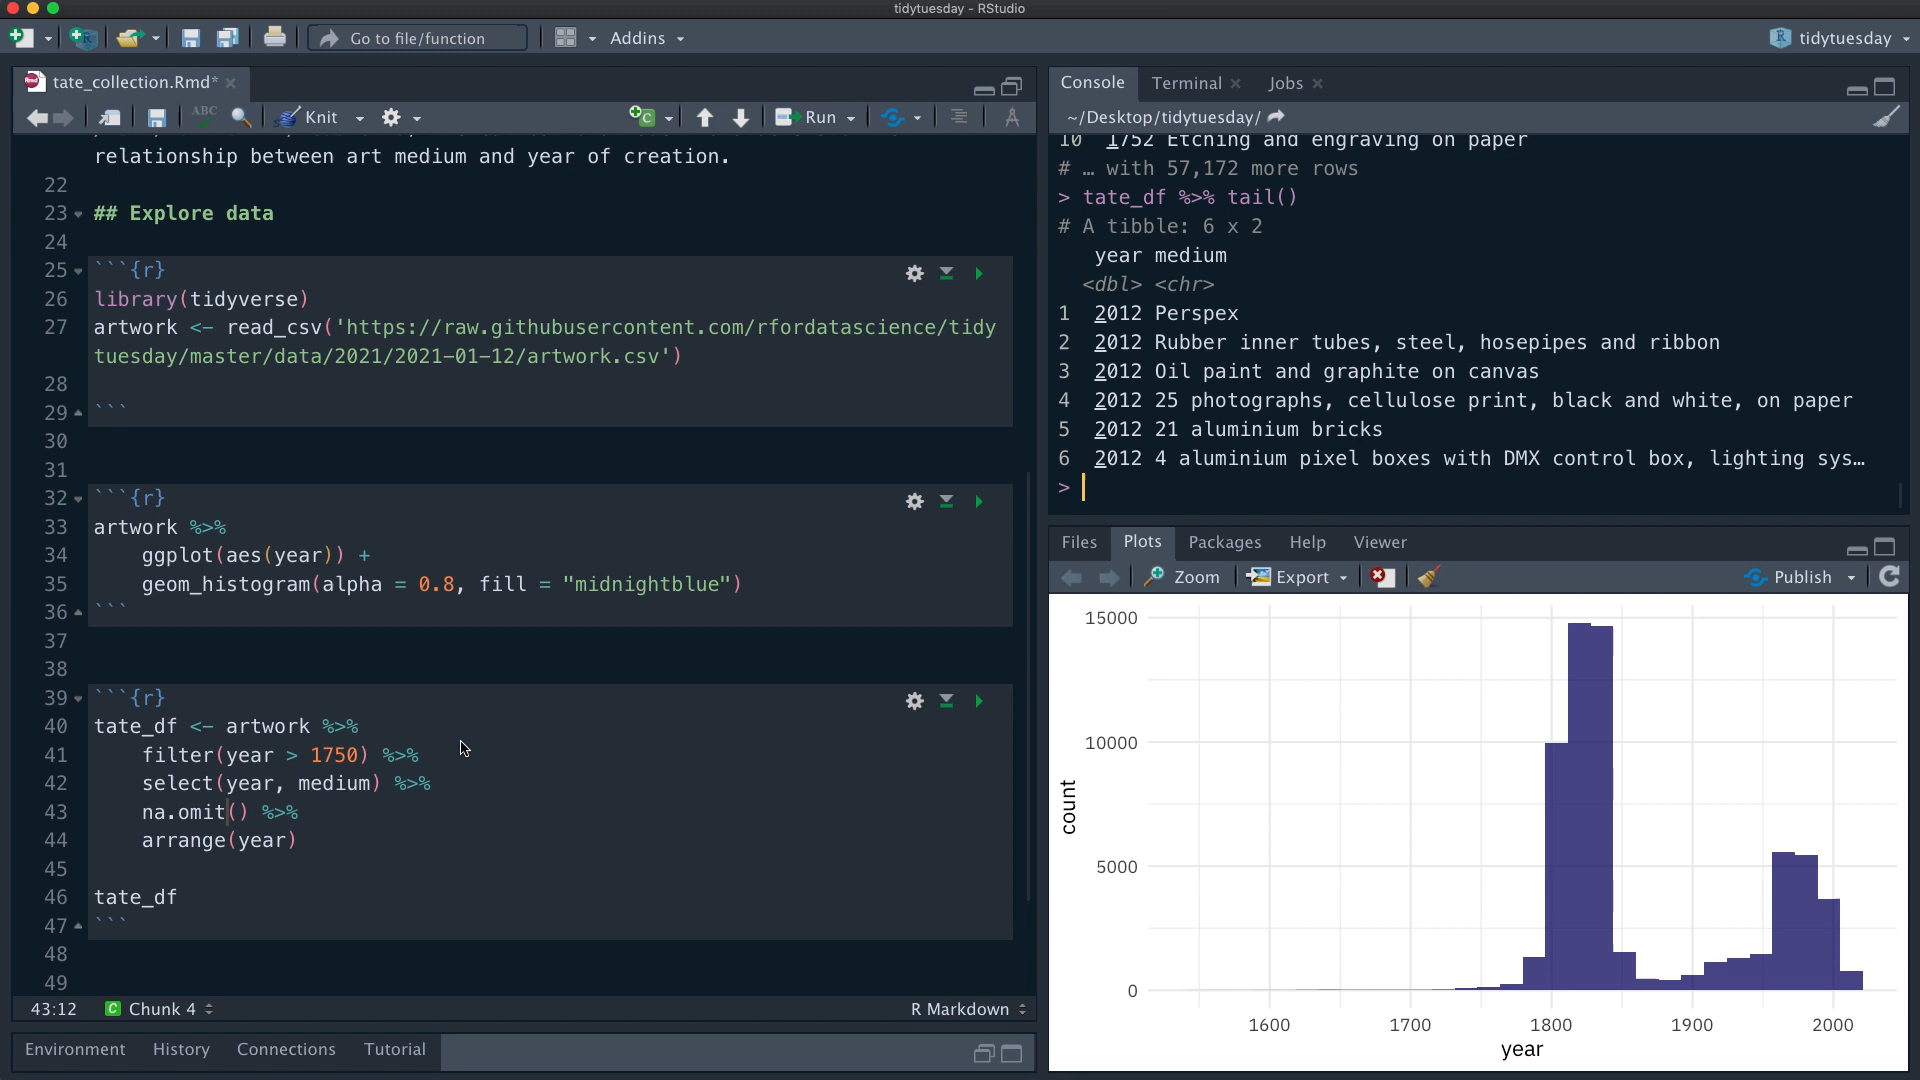 tidytuesday - RStudio
Go to file/function
Addins
tidytuesday
tate_collection.Rmd*
ABC
Knit
Run
relationship between art medium and year of creation.
22
23 ## Explore data
24
25 ```{r}
26 library(tidyverse)
27 artwork <- read_csv('https://raw.githubusercontent.com/rfordatascience/tidy
tuesday/master/data/2021/2021-01-12/artwork.csv')
28
29 ```
30
31
32 ```{r}
33 artwork %>%
34 ggplot(aes(year)) +
35 geom_histogram(alpha = 0.8, fill = "midnightblue")
36 ```
37
38
39 ```{r}
40 tate_df <- artwork %>%
41 filter(year > 1750) %>%
42 select(year, medium) %>%
43 na.omit() %>%
44 arrange(year)
45
46 tate_df
47 ```
48
49
43:12 C Chunk 4 R Markdown
Environment History Connections Tutorial
Console Terminal Jobs
~/Desktop/tidytuesday/
10 1752 Etching and engraving on paper
# … with 57,172 more rows
> tate_df %>% tail()
# A tibble: 6 x 2
year medium
<dbl> <chr>
1 2012 Perspex
2 2012 Rubber inner tubes, steel, hosepipes and ribbon
3 2012 Oil paint and graphite on canvas
4 2012 25 photographs, cellulose print, black and white, on paper
5 2012 21 aluminium bricks
6 2012 4 aluminium pixel boxes with DMX control box, lighting sys…
>
Files Plots Packages Help Viewer
Zoom Export Publish
15000
10000
5000
0
count
1600 1700 1800 1900 2000
year